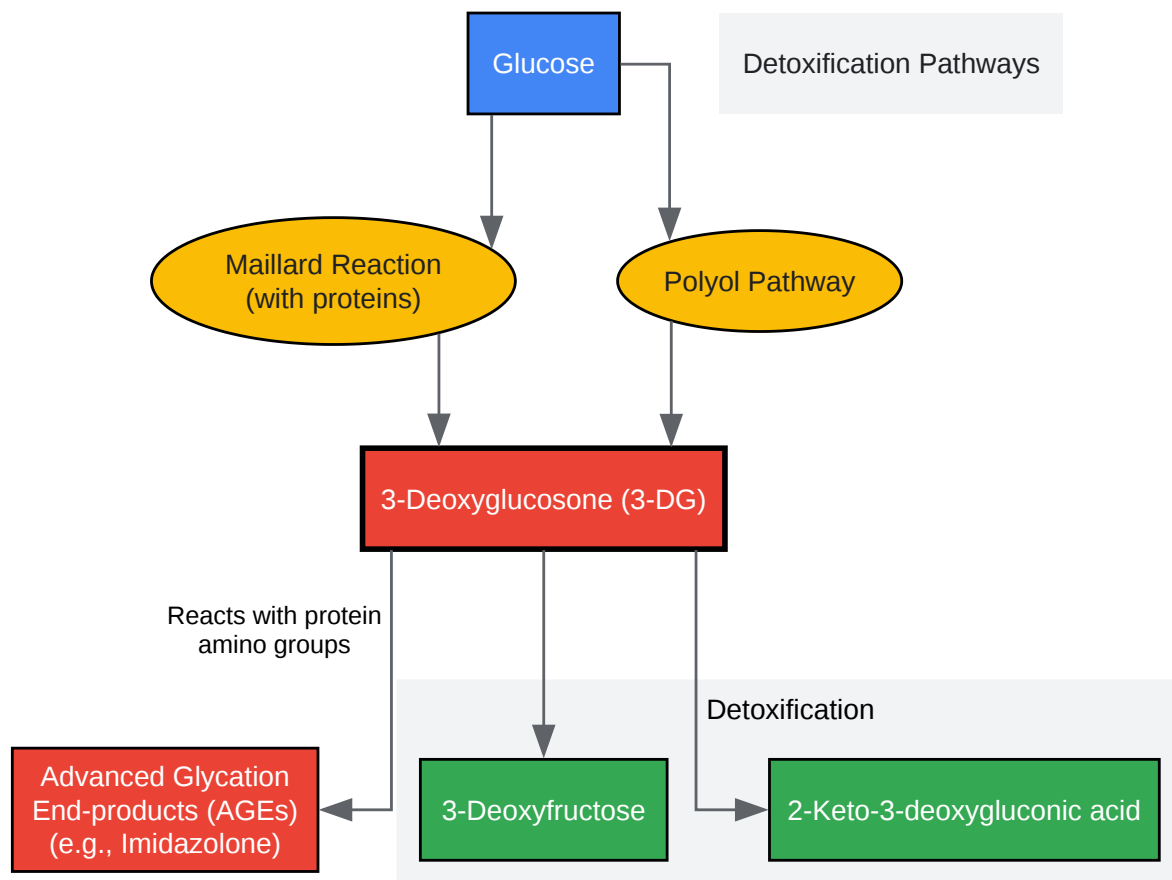 Glucose
Detoxification Pathways
Maillard Reaction
(with proteins)
Polyol Pathway
3-Deoxyglucosone (3-DG)
Reacts with protein
amino groups
Detoxification
Advanced Glycation
End-products (AGEs)
(e.g., Imidazolone)
3-Deoxyfructose
2-Keto-3-deoxygluconic acid